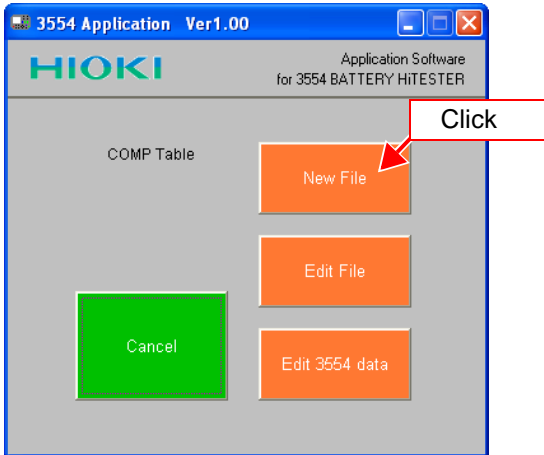 3554 Application Ver1.00
HIOKI
Application Software
for 3554 BATTERY HiTESTER
Click
COMP Table
New File
Edit File
Cancel
Edit 3554 data